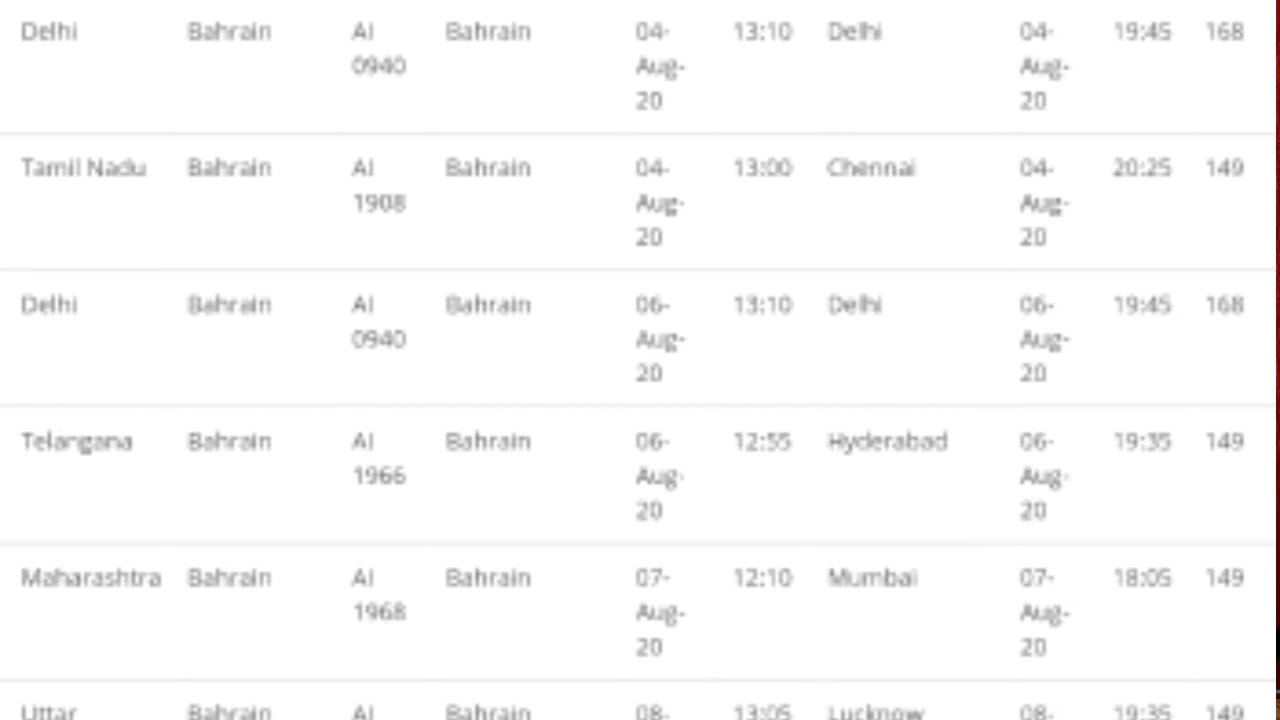 Delhi Bahrain AI Bahrain 04- 13:10 Delhi 04- 19:45 168
0940 Aug- Aug-
20 20
Tamil Nadu Bahrain AI Bahrain 04- 13:00 Chennai 04- 20:25 149
1908 Aug- Aug-
20 20
Delhi Bahrain AI Bahrain 06- 13:10 Delhi 06- 19:45 168
0940 Aug- Aug-
20 20
Telangana Bahrain AI Bahrain 06- 12:55 Hyderabad 06- 19:35 149
1966 Aug- Aug-
20 20
Maharashtra Bahrain AI Bahrain 07- 12:10 Mumbai 07- 18:05 149
1968 Aug- Aug-
20 20
Uttar Bahrain AI Bahrain 08- 13:05 Lucknow 08- 19:35 149